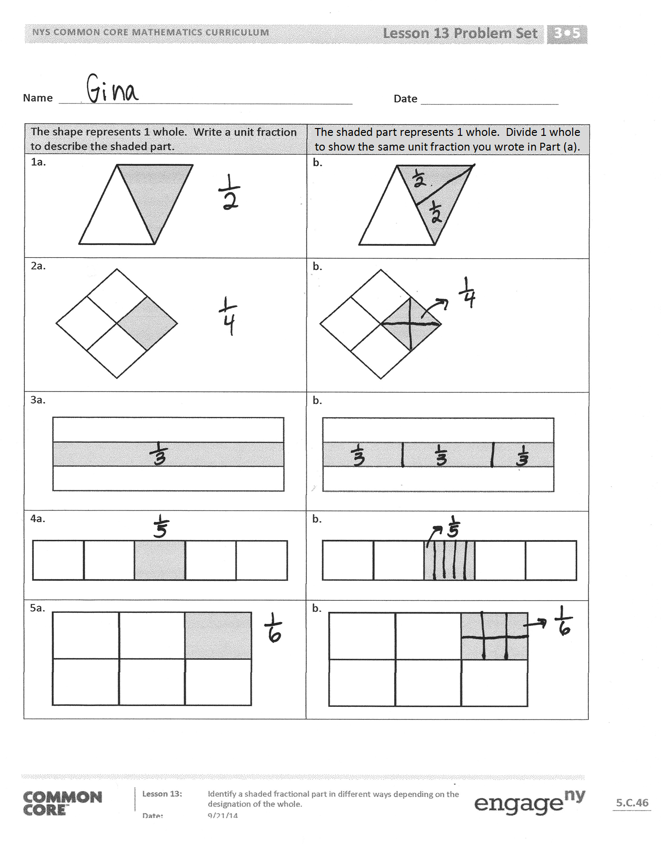 NYS COMMON CORE MATHEMATICS CURRICULUM Lesson 13 Problem Set 3•5
Name Gina Date
The shape represents 1 whole. Write a unit fraction
to describe the shaded part.
The shaded part represents 1 whole. Divide 1 whole
to show the same unit fraction you wrote in Part (a).
1a. 1/2
b. 1/2 1/2
2a. 1/4
b. 1/4
3a. 1/3
b. 1/3 1/3 1/3
4a. 1/5
b. 1/5
5a. 1/6
b. 1/6
COMMON
CORE™
Lesson 13: Identify a shaded fractional part in different ways depending on the
designation of the whole.
Date: 9/21/14
engage ny
5.C.46